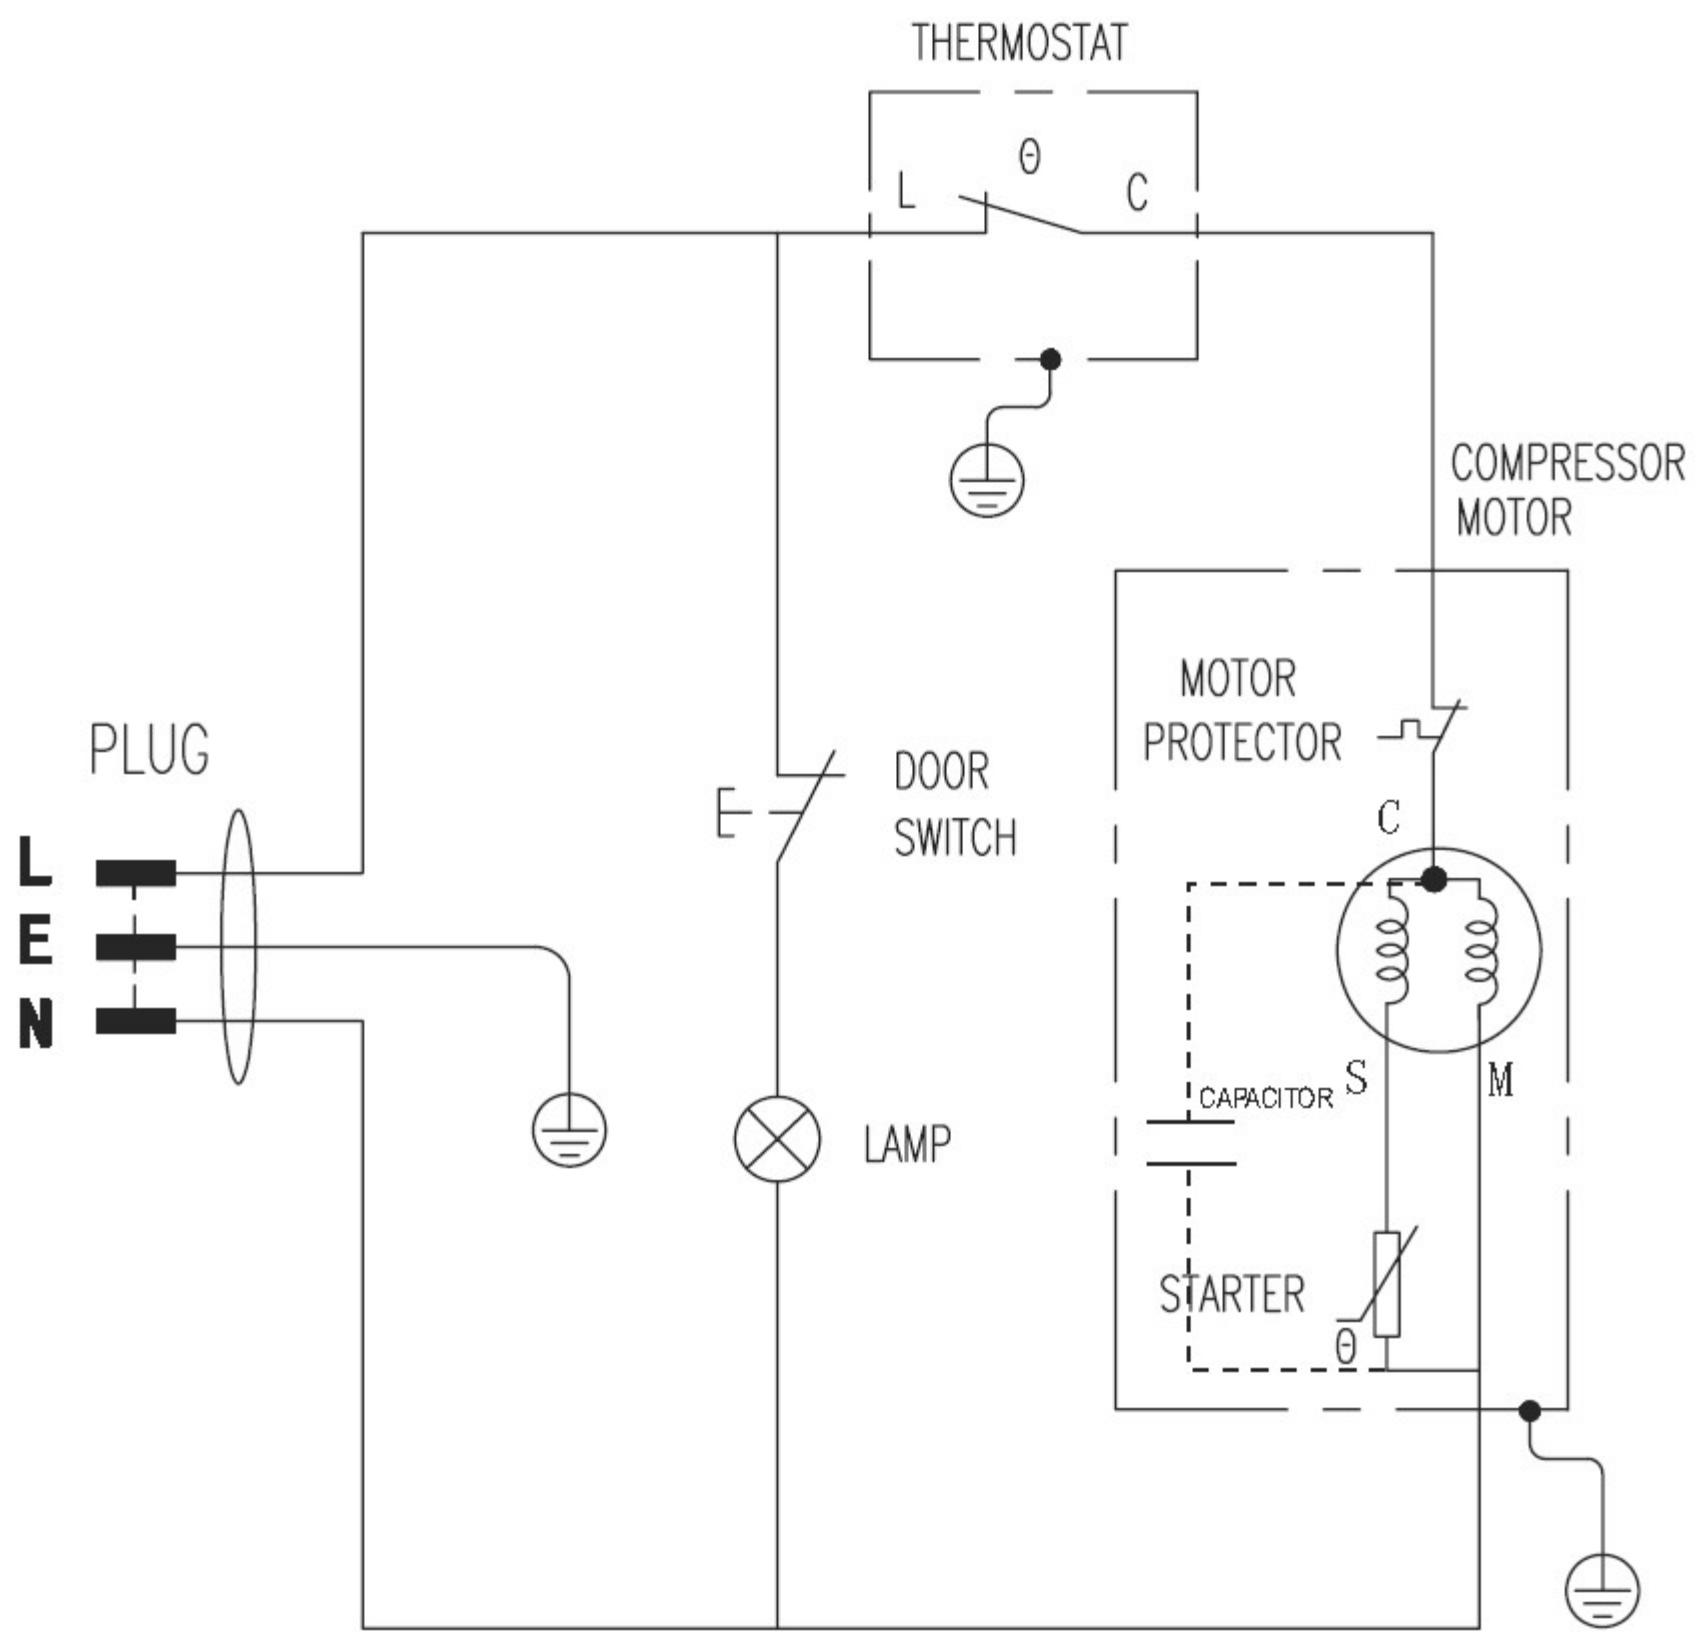 THERMOSTAT
θ
L
C
COMPRESSOR
MOTOR
MOTOR
PROTECTOR
PLUG
DOOR
SWITCH
C
L
E
N
S
M
CAPACITOR
LAMP
STARTER
θ